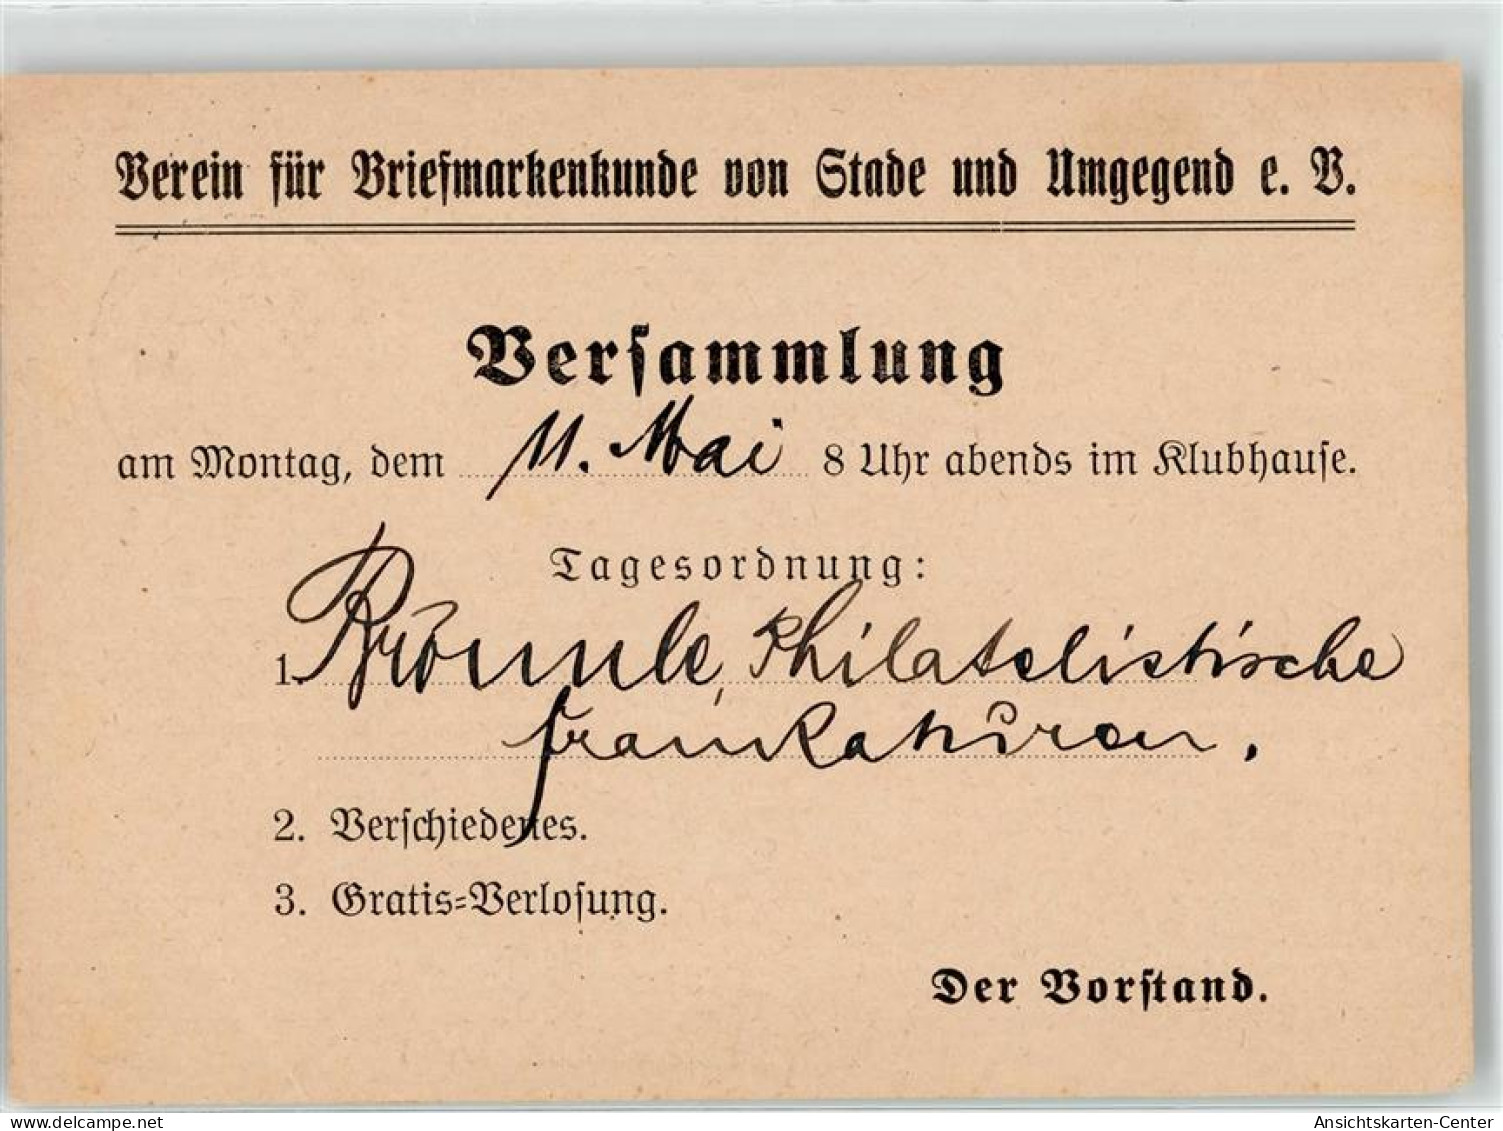 Verein für Briefmarkenkunde von Stade und Umgegend e. V.
Versammlung
am Montag, dem 11. Mai 8 Uhr abends im Klubhause.
Tagesordnung:
1. Philatelistische
Frankaturen.
2. Verschiedenes.
3. Gratis-Verlosung.
Der Vorstand.
www.delcampe.net
Ansichtskarten-Center